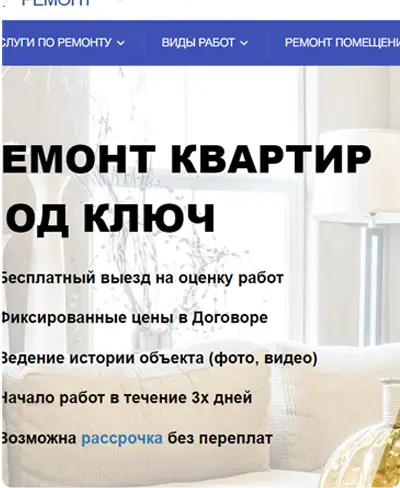 РЕМОНТ
СЛУГИ ПО РЕМОНТУ ВИДЫ РАБОТ РЕМОНТ ПОМЕЩЕНИ
ЕМОНТ КВАРТИР
ОД КЛЮЧ
Бесплатный выезд на оценку работ
Фиксированные цены в Договоре
Ведение истории объекта (фото, видео)
Начало работ в течение 3х дней
Возможна рассрочка без переплат